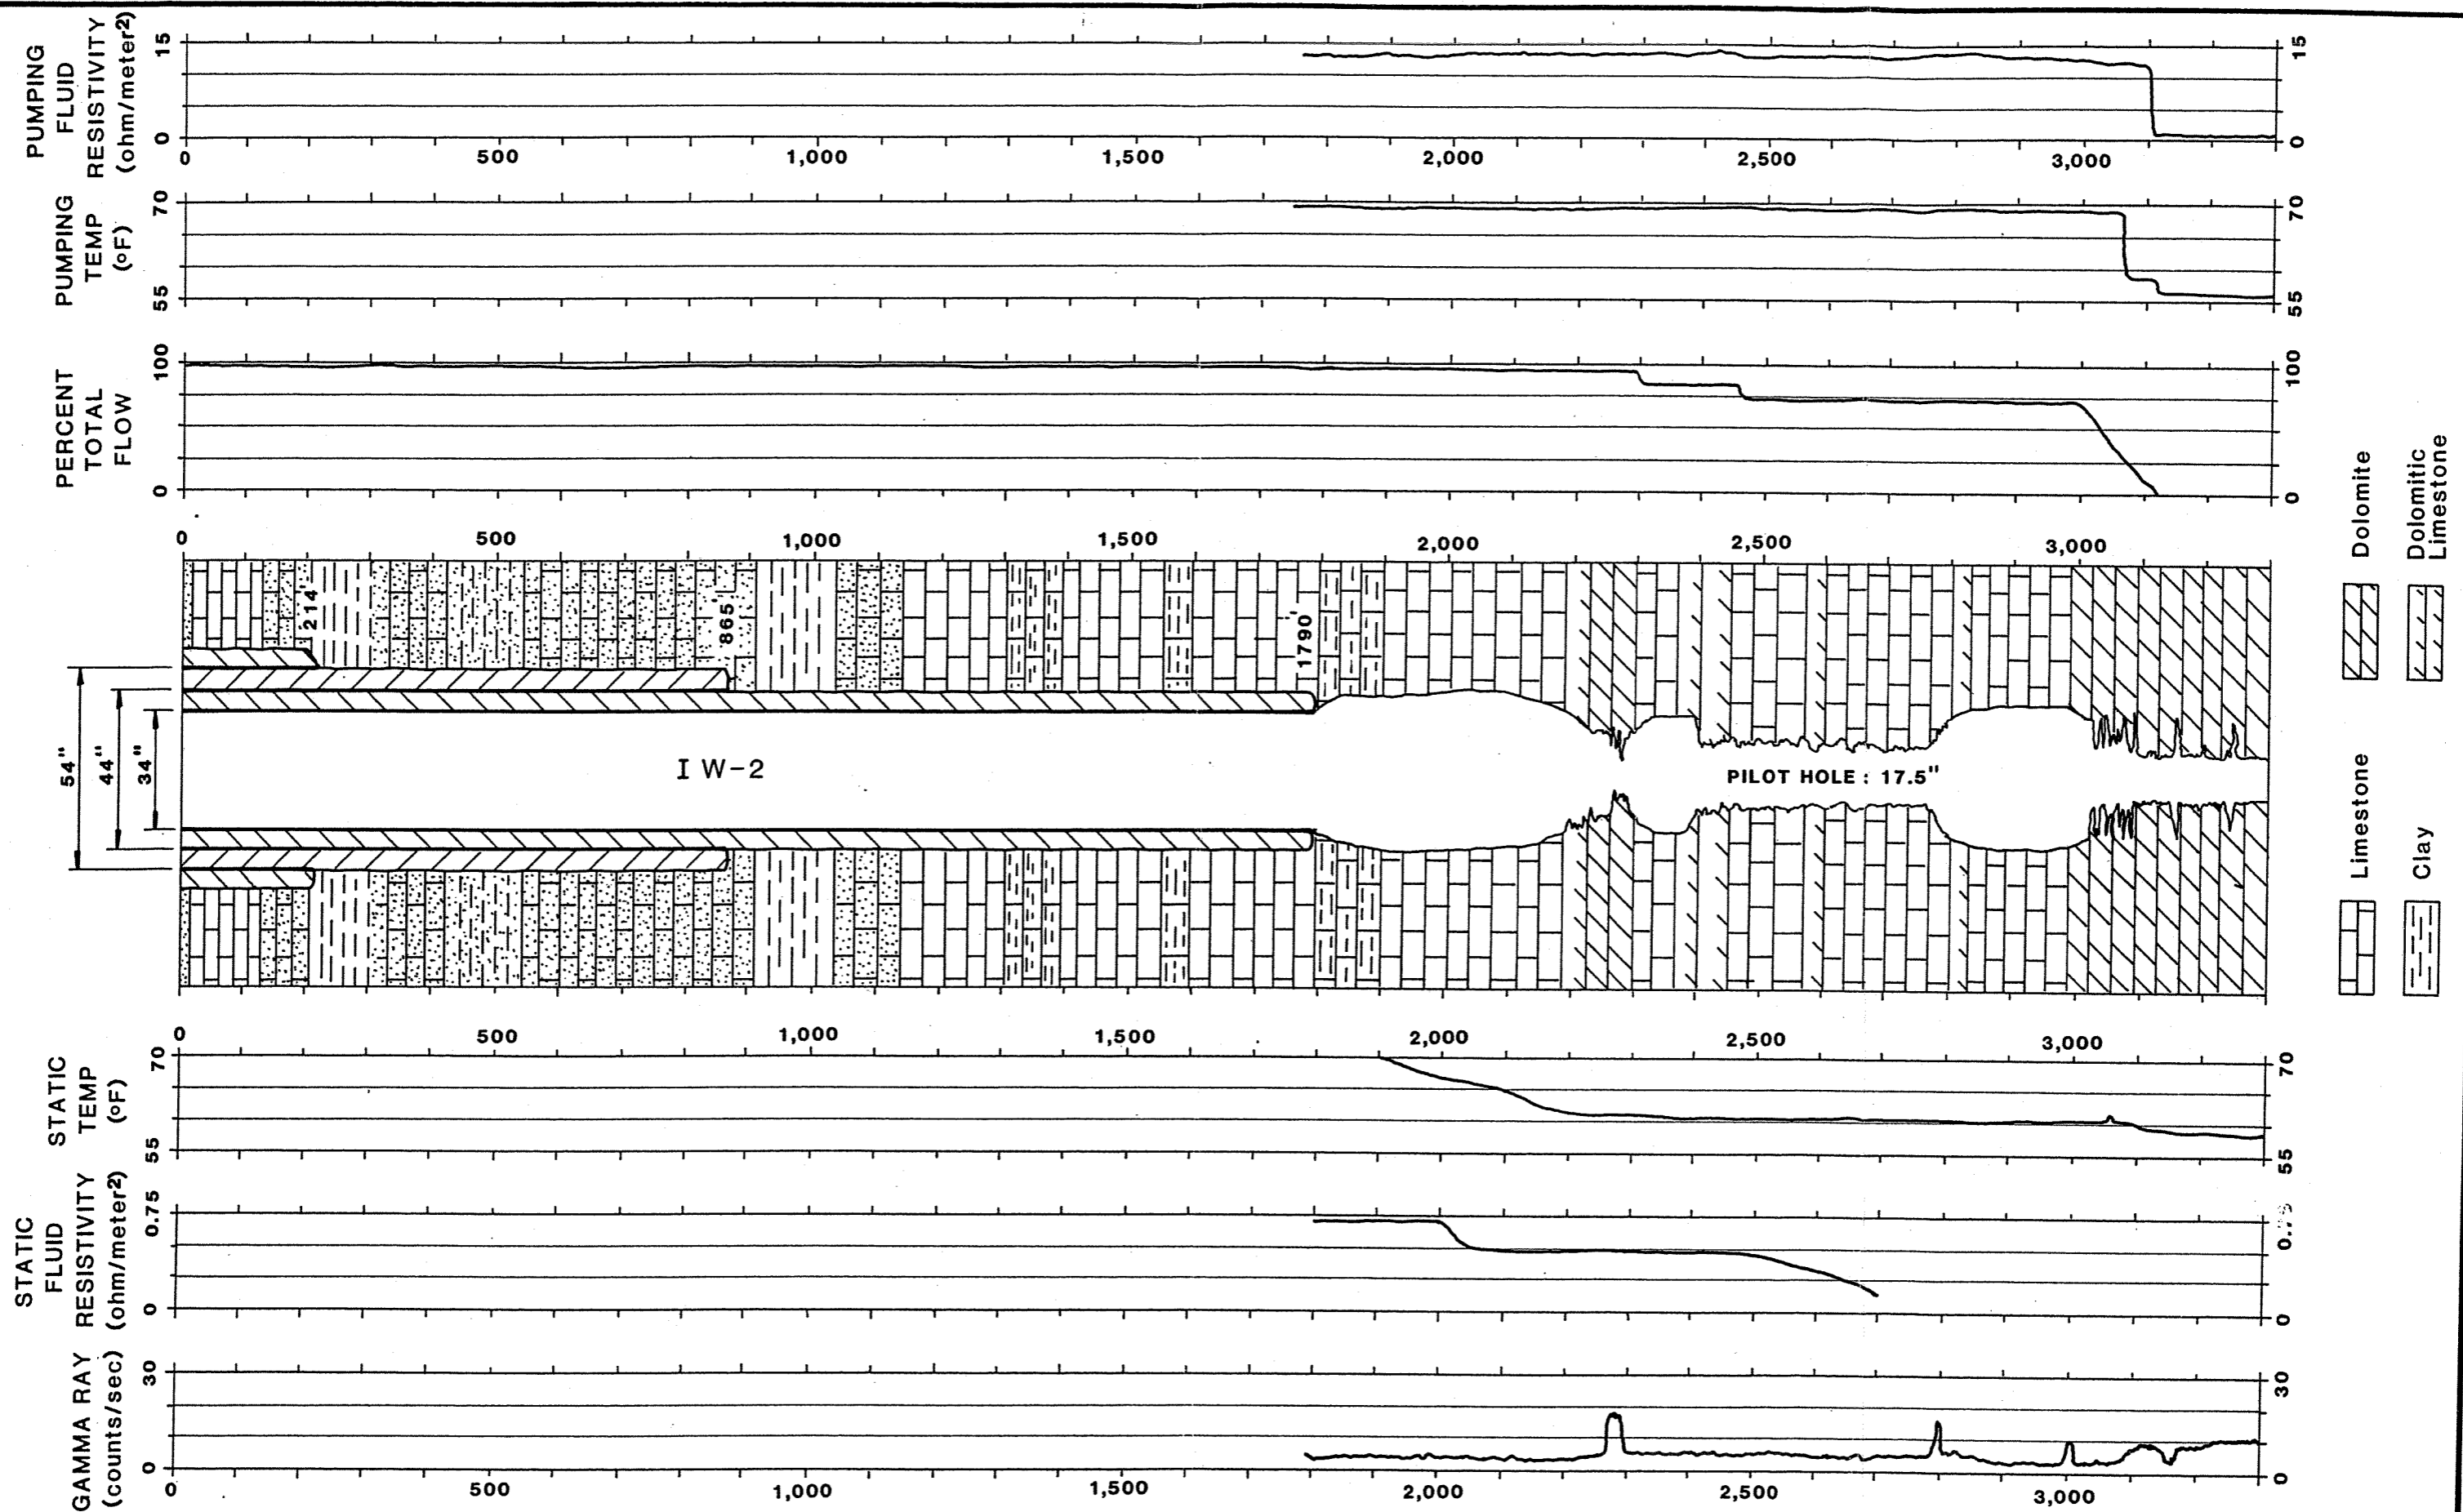 PUMPING
FLUID
RESISTIVITY
(ohm/meter2)
15
0
15
0
0
500
1,000
1,500
2,000
2,500
3,000
PUMPING
TEMP
(oF)
70
55
70
55
PERCENT
TOTAL
FLOW
100
0
100
0
0
500
1,000
1,500
2,000
2,500
3,000
214'
865'
1790'
54"
44"
34"
I W-2
PILOT HOLE : 17.5"
0
500
1,000
1,500
2,000
2,500
3,000
STATIC
TEMP
(oF)
70
55
70
55
STATIC
FLUID
RESISTIVITY
(ohm/meter2)
0.75
0
0.75
0
GAMMA RAY
(counts/sec)
30
0
30
0
0
500
1,000
1,500
2,000
2,500
3,000
Limestone
Dolomite
Clay
Dolomitic
Limestone